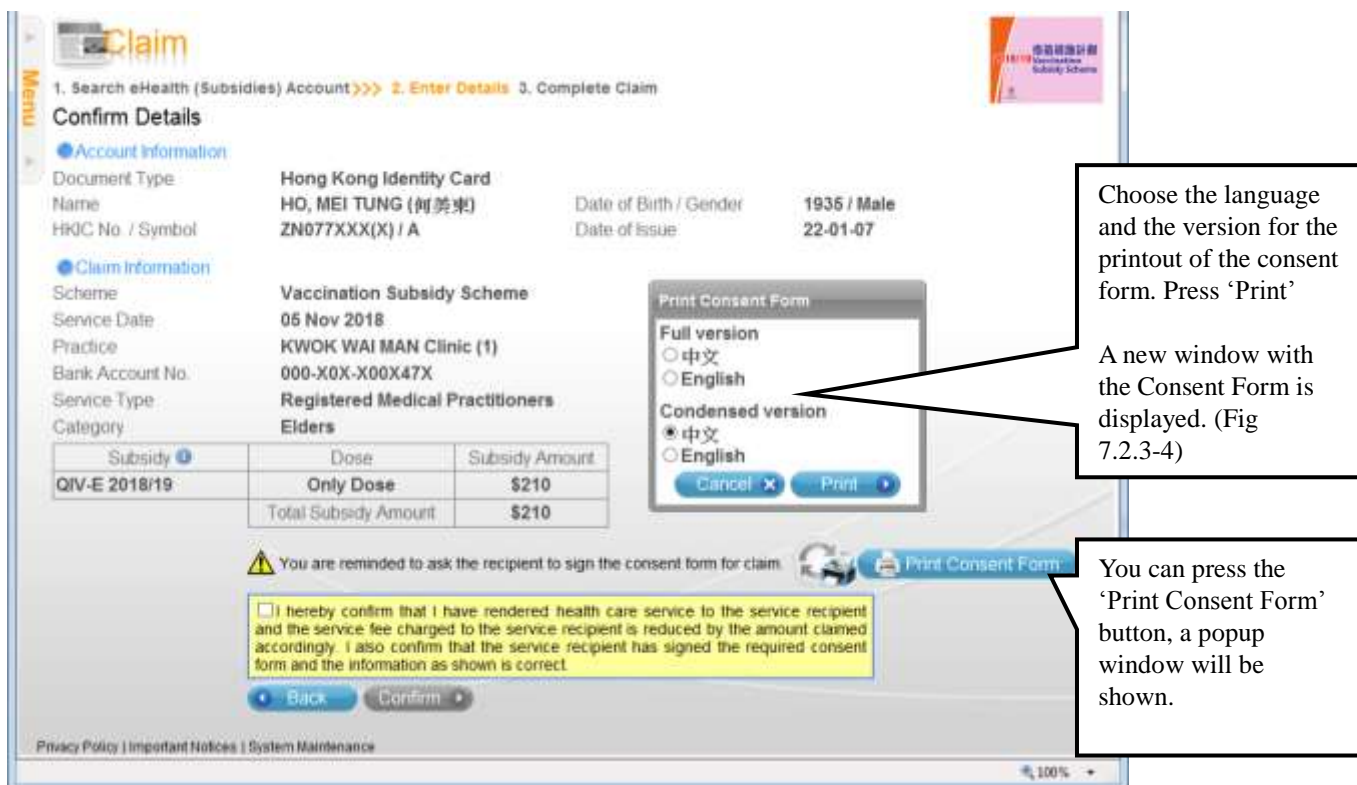 Claim
疫苗資助計劃
2018/19 Vaccination
Subsidy Scheme
Menu
1. Search eHealth (Subsidies) Account >>> 2. Enter Details 3. Complete Claim
Confirm Details
Account Information
Document Type Hong Kong Identity Card
Name HO, MEI TUNG (何美東) Date of Birth / Gender 1935 / Male
HKIC No. / Symbol ZN077XXX(X) / A Date of Issue 22-01-07
Claim Information
Scheme Vaccination Subsidy Scheme
Service Date 05 Nov 2018
Practice KWOK WAI MAN Clinic (1)
Bank Account No. 000-X0X-X00X47X
Service Type Registered Medical Practitioners
Category Elders
Subsidy Dose Subsidy Amount
QIV-E 2018/19 Only Dose $210
Total Subsidy Amount $210
Print Consent Form
Full version
中文
English
Condensed version
中文
English
Cancel Print
Choose the language
and the version for the
printout of the consent
form. Press ‘Print’
A new window with
the Consent Form is
displayed. (Fig
7.2.3-4)
You are reminded to ask the recipient to sign the consent form for claim.
Print Consent Form
You can press the
‘Print Consent Form’
button, a popup
window will be
shown.
I hereby confirm that I have rendered health care service to the service recipient
and the service fee charged to the service recipient is reduced by the amount claimed
accordingly. I also confirm that the service recipient has signed the required consent
form and the information as shown is correct.
Back Confirm
Privacy Policy | Important Notices | System Maintenance
100%